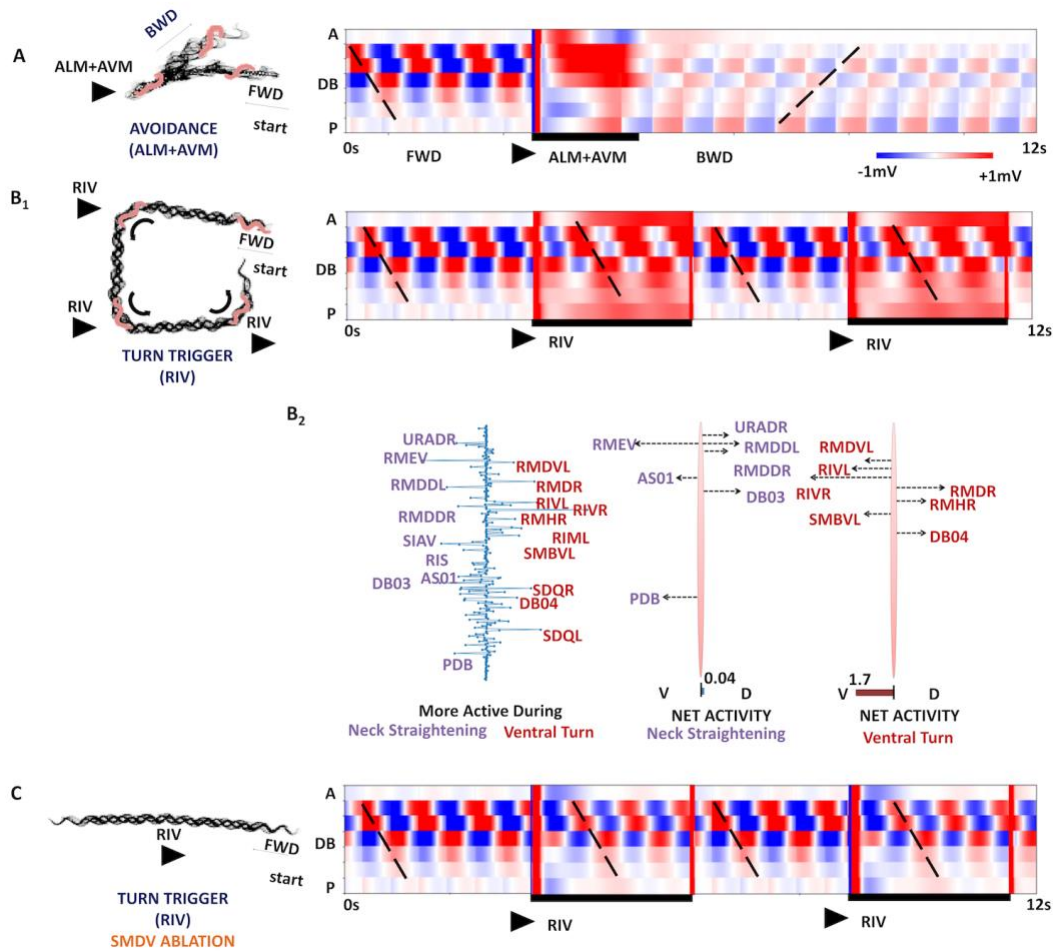 A
BWD
ALM+AVM
FWD
start
AVOIDANCE
(ALM+AVM)
A
DB
P
0s
FWD
ALM+AVM
BWD
12s
-1mV
+1mV
B1
RIV
FWD
start
RIV
RIV
TURN TRIGGER
(RIV)
A
DB
P
0s
RIV
RIV
12s
B2
URADR
RMEV
RMDDL
RMDDR
SIAV
RIS
AS01
DB03
PDB
RMDVL
RMDR
RIVL
RIVR
RMHR
RIML
SMBVL
SDQR
DB04
SDQL
More Active During
Neck Straightening Ventral Turn
URADR
RMEV
RMDDL
RMDDR
AS01
DB03
PDB
0.04
V D
NET ACTIVITY
Neck Straightening
RMDVL
RIVL
RIVR
RMDR
RMHR
SMBVL
DB04
1.7
V D
NET ACTIVITY
Ventral Turn
C
RIV
FWD
start
TURN TRIGGER
(RIV)
SMDV ABLATION
A
DB
P
0s
RIV
RIV
12s